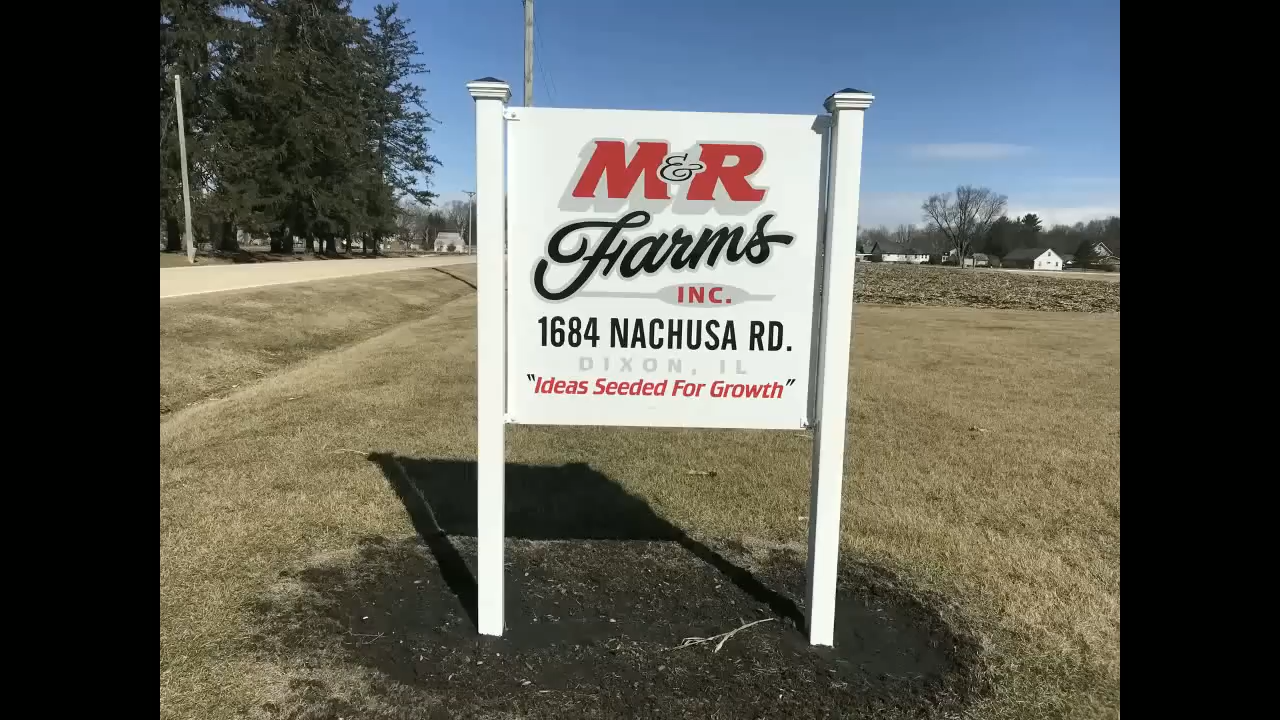 M&R
Farms
INC.
1684 NACHUSA RD.
DIXON, IL
"Ideas Seeded For Growth"